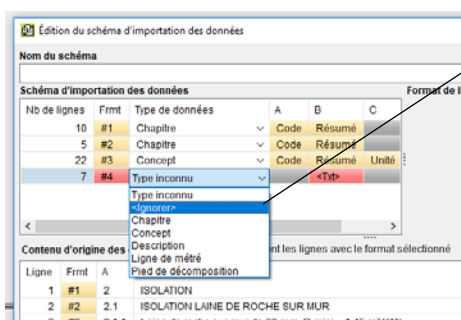 Édition du schéma d'importation des données
Nom du schéma
Schéma d'importation des données Format de li
Nb de lignes Frmt Type de données A B C
10 #1 Chapitre Code Résumé
5 #2 Chapitre Code Résumé
22 #3 Concept Code Résumé Unité
7 #4 Type inconnu <Txt>
Type inconnu
<Ignorer>
Chapitre
Concept
Description
Ligne de métré
Pied de décomposition
Contenu d'origine des nt les lignes avec le format sélectionné
Ligne Frmt A
1 #1 2 ISOLATION
2 #2 2.1 ISOLATION LAINE DE ROCHE SUR MUR